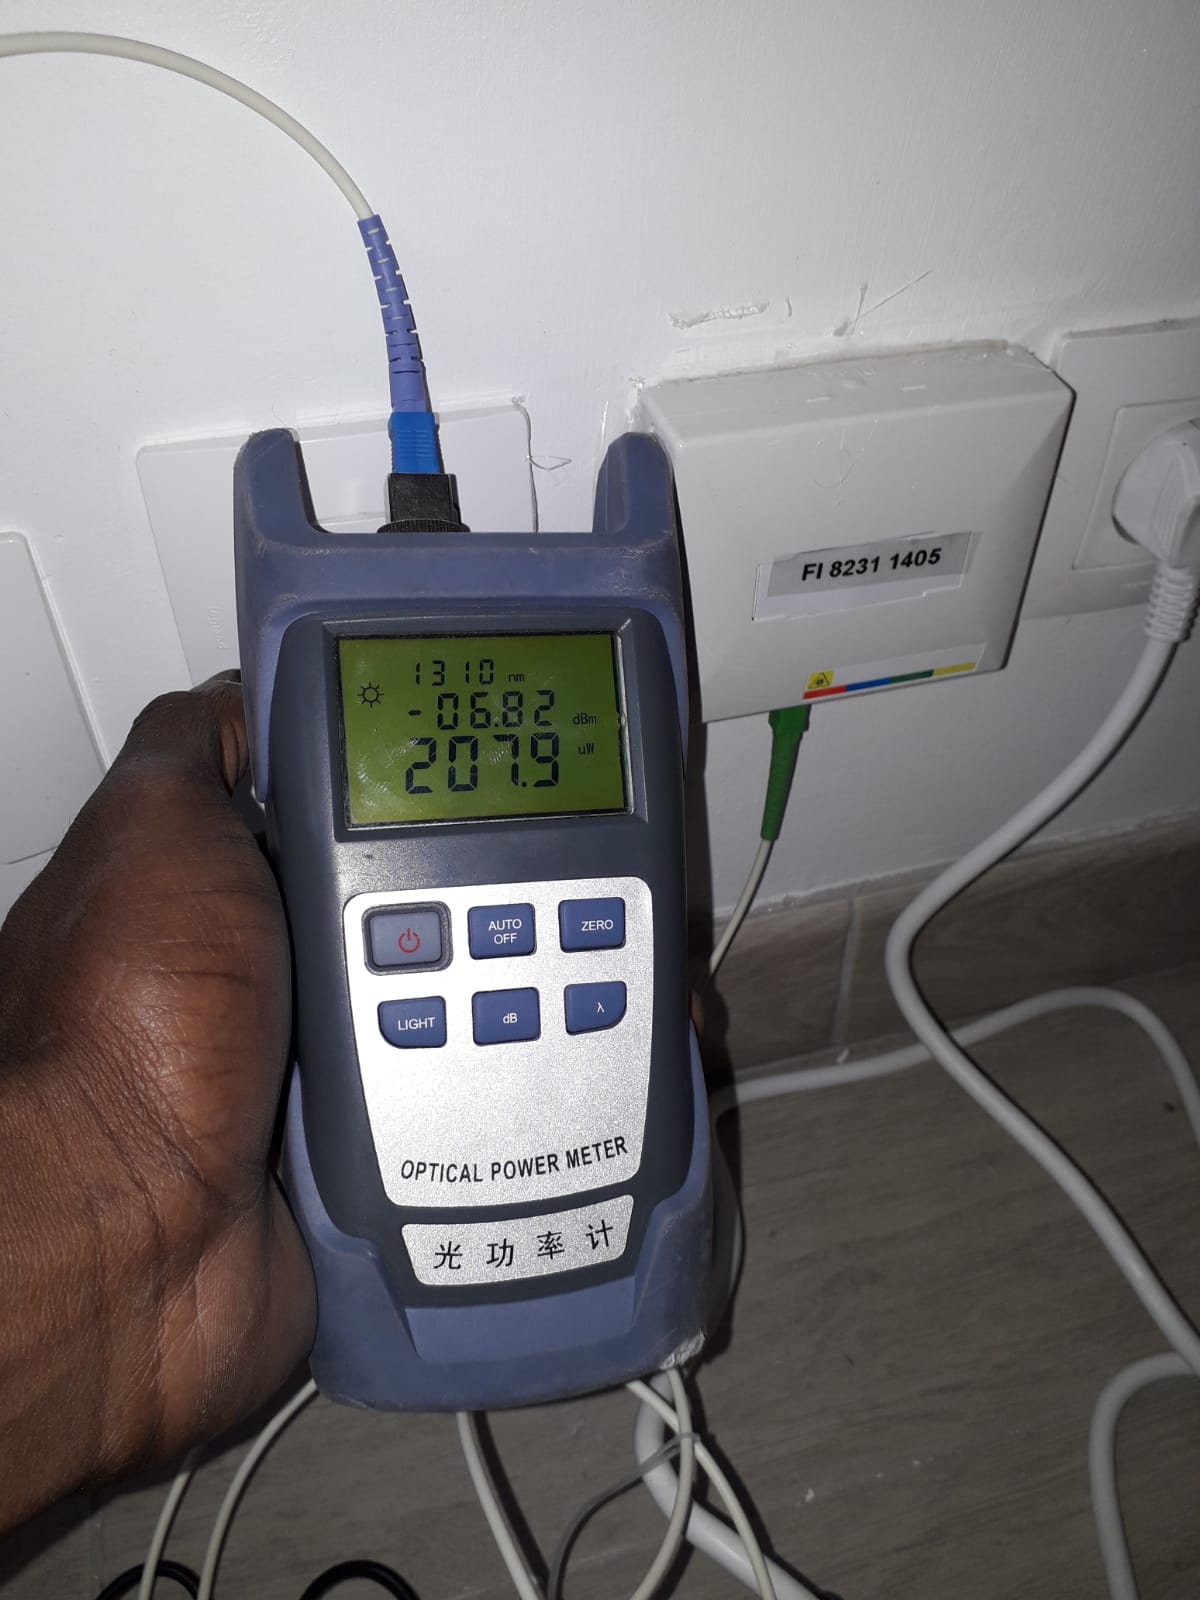 FI 8231 1405
1310 nm
-06.82 dBm
207.9 uW
AUTO OFF
ZERO
LIGHT
dB
λ
OPTICAL POWER METER
光功率计